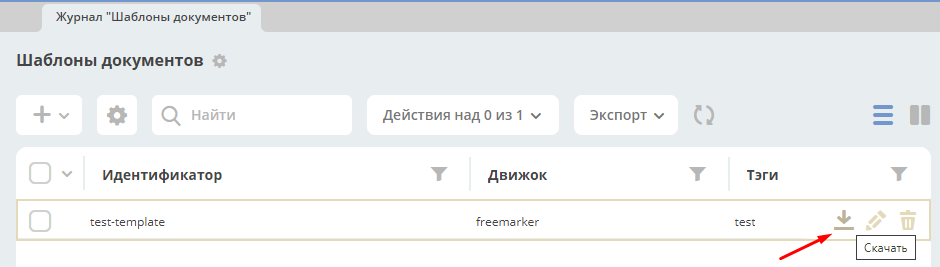 Журнал "Шаблоны документов"
Шаблоны документов
Найти
Действия над 0 из 1
Экспорт
Идентификатор Движок Тэги
test-template freemarker test
Скачать